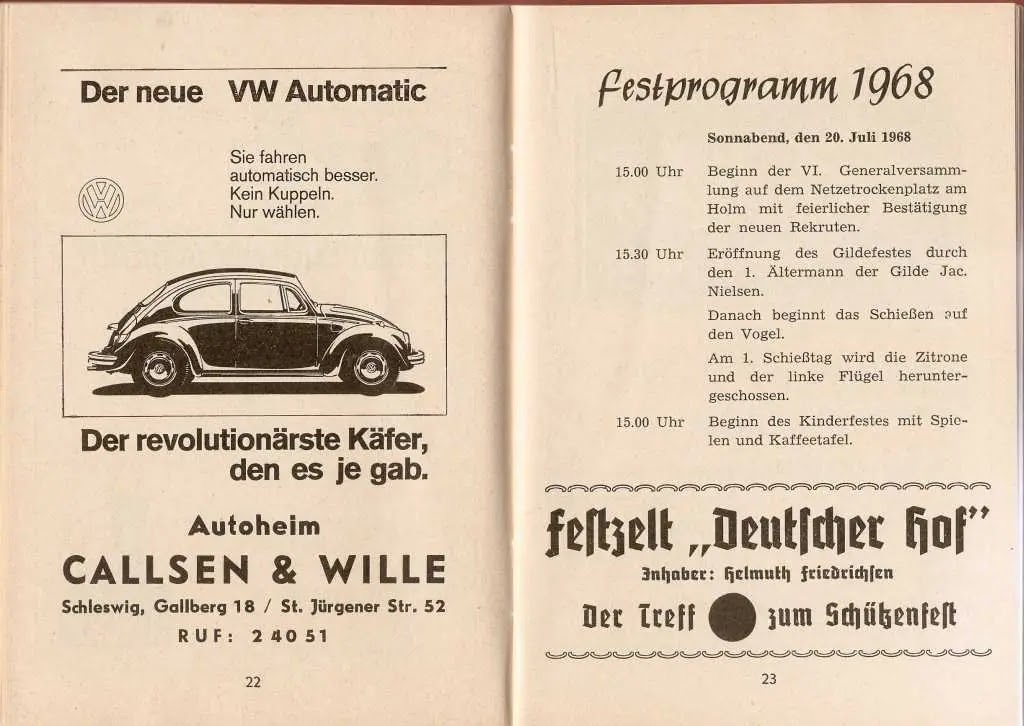 Der neue VW Automatic
Sie fahren
automatisch besser.
Kein Kuppeln.
Nur wählen.
VW
Der revolutionärste Käfer,
den es je gab.
Autoheim
CALLSEN & WILLE
Schleswig, Gallberg 18 / St. Jürgener Str. 52
RUF: 2 40 51
22
Festprogramm 1968
Sonnabend, den 20. Juli 1968
15.00 Uhr Beginn der VI. Generalversamm-
lung auf dem Netzetrockenplatz am
Holm mit feierlicher Bestätigung
der neuen Rekruten.
15.30 Uhr Eröffnung des Gildefestes durch
den 1. Ältermann der Gilde Jac.
Nielsen.
Danach beginnt das Schießen auf
den Vogel.
Am 1. Schießtag wird die Zitrone
und der linke Flügel herunter-
geschossen.
15.00 Uhr Beginn des Kinderfestes mit Spie-
len und Kaffeetafel.
Festzelt „Deutscher Hof”
Inhaber: Helmuth Friedrichsen
Der Treff zum Schützenfest
23